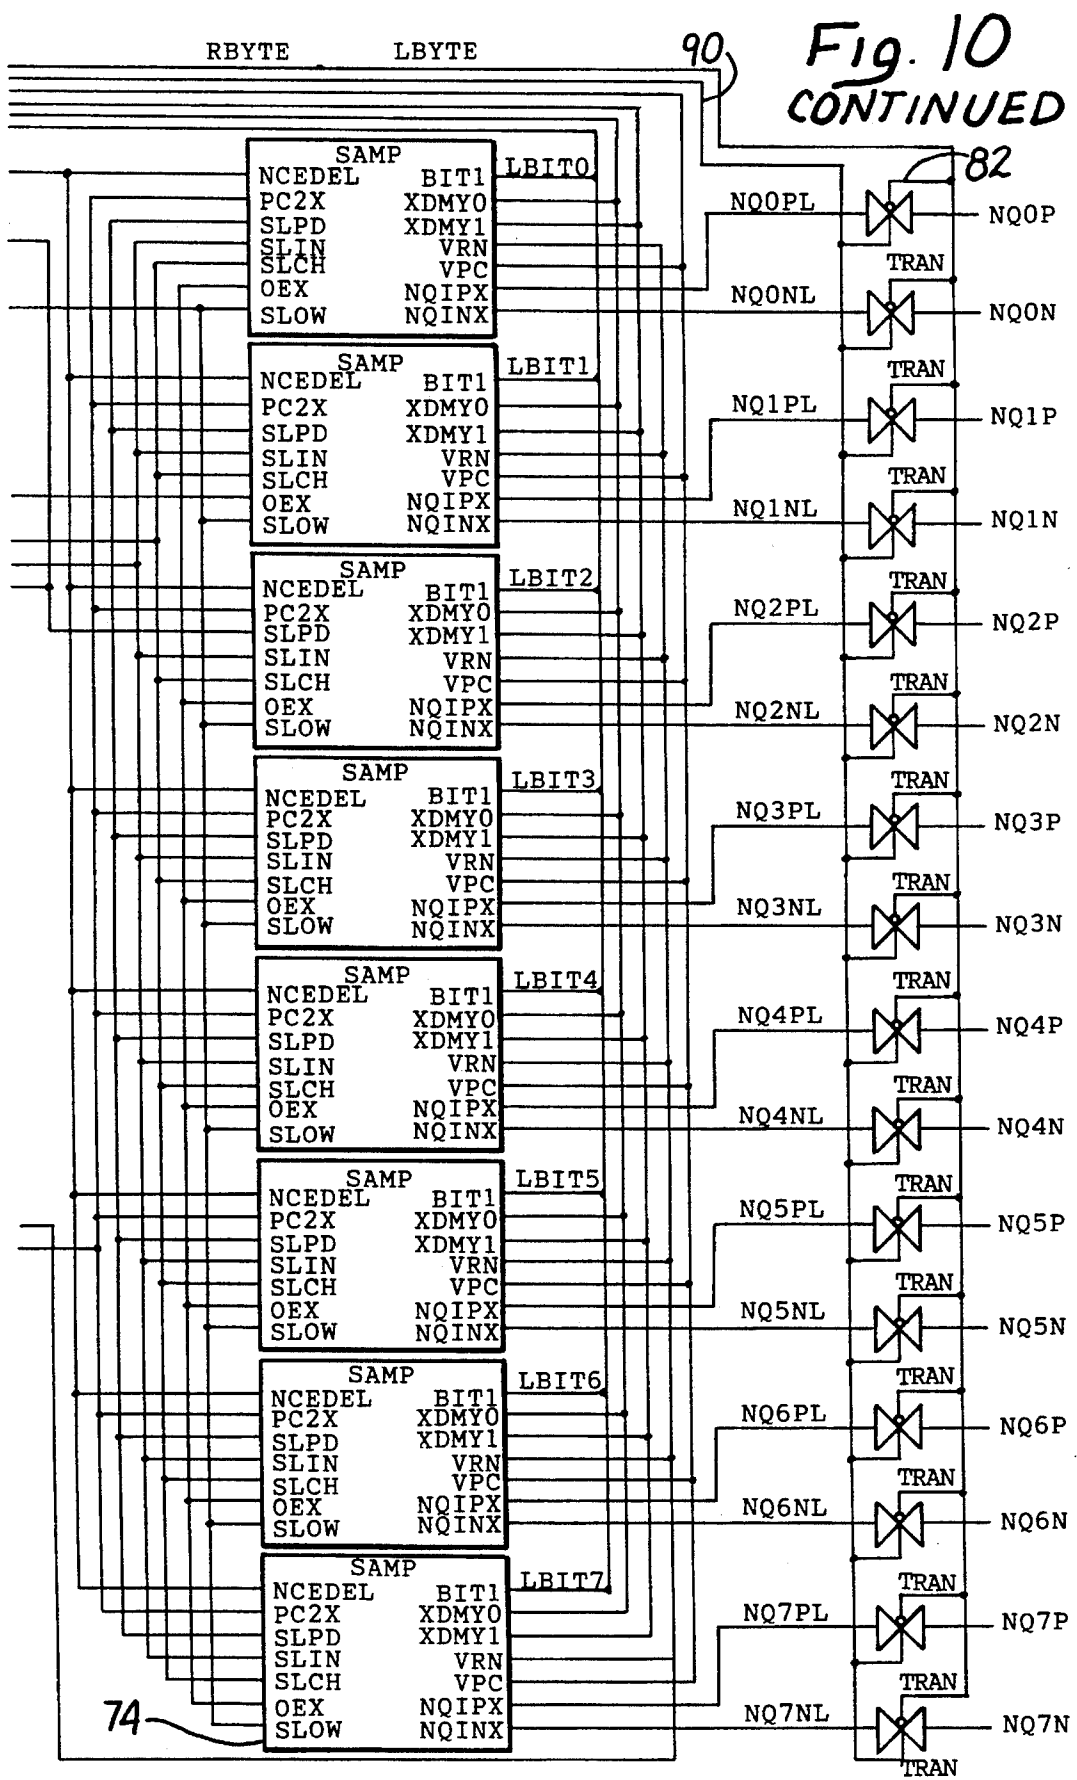 RBYTE LBYTE 90 Fig. 10
CONTINUED
SAMP
NCEDEL BIT1 LBIT0 82
PC2X XDMY0 NQ0PL NQ0P
SLPD XDMY1
SLIN VRN
SLCH VPC TRAN
OEX NQIPX NQ0NL NQ0N
SLOW NQINX
SAMP
NCEDEL BIT1 LBIT1 TRAN
PC2X XDMY0 NQ1PL NQ1P
SLPD XDMY1
SLIN VRN
SLCH VPC TRAN
OEX NQIPX NQ1NL NQ1N
SLOW NQINX
SAMP
NCEDEL BIT1 LBIT2 TRAN
PC2X XDMY0 NQ2PL NQ2P
SLPD XDMY1
SLIN VRN
SLCH VPC TRAN
OEX NQIPX NQ2NL NQ2N
SLOW NQINX
SAMP
NCEDEL BIT1 LBIT3 TRAN
PC2X XDMY0 NQ3PL NQ3P
SLPD XDMY1
SLIN VRN
SLCH VPC TRAN
OEX NQIPX NQ3NL NQ3N
SLOW NQINX
SAMP
NCEDEL BIT1 LBIT4 TRAN
PC2X XDMY0 NQ4PL NQ4P
SLPD XDMY1
SLIN VRN
SLCH VPC TRAN
OEX NQIPX NQ4NL NQ4N
SLOW NQINX
SAMP
NCEDEL BIT1 LBIT5 TRAN
PC2X XDMY0 NQ5PL NQ5P
SLPD XDMY1
SLIN VRN
SLCH VPC TRAN
OEX NQIPX NQ5NL NQ5N
SLOW NQINX
SAMP
NCEDEL BIT1 LBIT6 TRAN
PC2X XDMY0 NQ6PL NQ6P
SLPD XDMY1
SLIN VRN
SLCH VPC TRAN
OEX NQIPX NQ6NL NQ6N
SLOW NQINX
SAMP
NCEDEL BIT1 LBIT7 TRAN
PC2X XDMY0 NQ7PL NQ7P
SLPD XDMY1
SLIN VRN
SLCH VPC TRAN
OEX NQIPX NQ7NL NQ7N
74 SLOW NQINX
TRAN